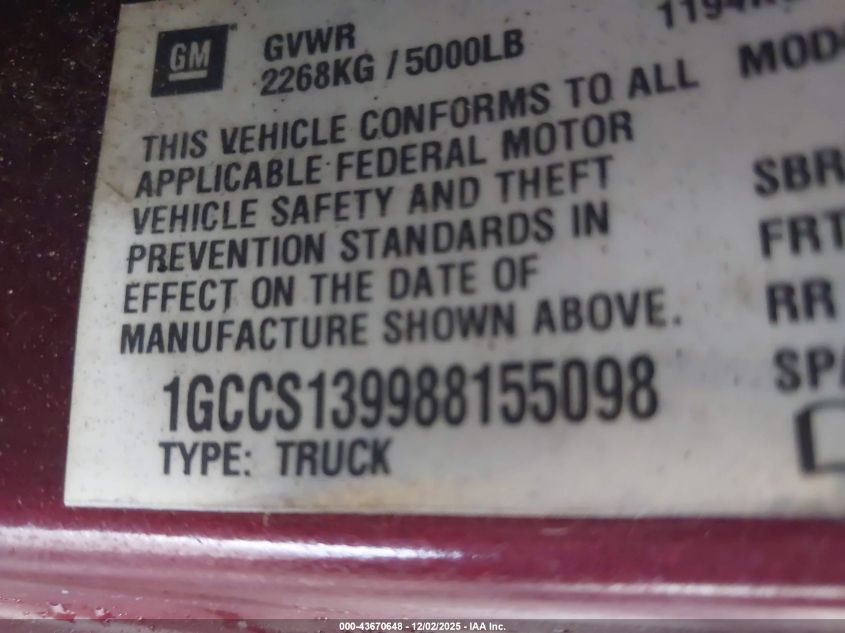 GM
GVWR
2268KG / 5000LB
THIS VEHICLE CONFORMS TO ALL
APPLICABLE FEDERAL MOTOR
VEHICLE SAFETY AND THEFT
PREVENTION STANDARDS IN
EFFECT ON THE DATE OF
MANUFACTURE SHOWN ABOVE.
1GCCS139988155098
TYPE: TRUCK
MOD
SBR
FRT
RR
SPA
000-43670648 - 12/02/2025 - IAA Inc.